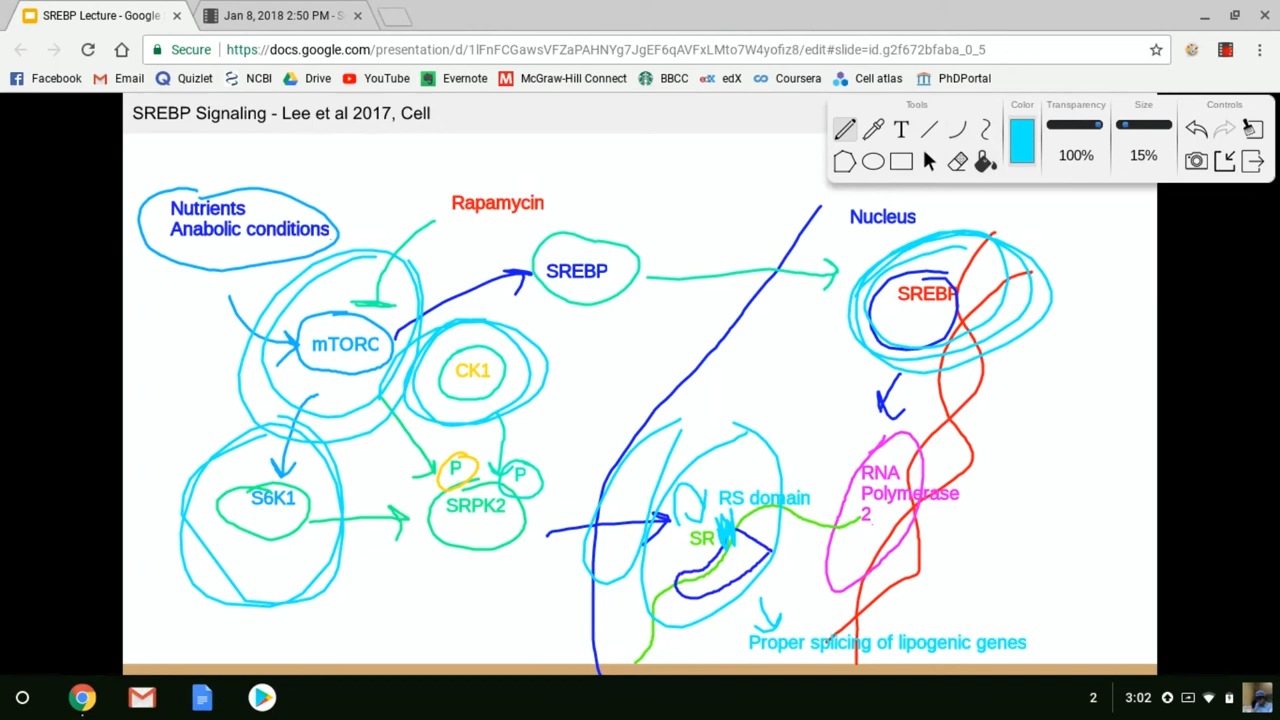 SREBP Lecture - Google
Jan 8, 2018 2:50 PM - S
Secure
https://docs.google.com/presentation/d/1lFnFCGawsVFZaPAHNYg7JgEF6qAVFxLMto7W4yofiz8/edit#slide=id.g2f672bfaba_0_5
Facebook Email Quizlet NCBI Drive YouTube Evernote McGraw-Hill Connect BBCC edX Coursera Cell atlas PhDPortal
SREBP Signaling - Lee et al 2017, Cell
Tools Color Transparency Size Controls
T
100% 15%
Rapamycin
Nutrients
Anabolic conditions
Nucleus
SREBP
SREBP
mTORC
CK1
P
P
S6K1
SRPK2
RS domain
SR
RNA
Polymerase
2
Proper splicing of lipogenic genes
2 3:02